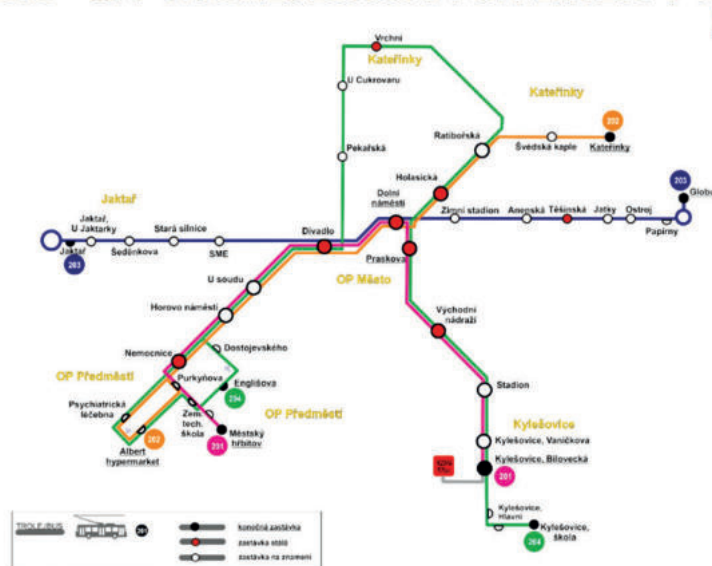 Vrchní
Kateřinky
U Cukrovaru
Kateřinky
202
Ratibořská
Švédská kaple
Kateřinky
Pekařská
Holasická
Dolní
náměstí
203
Globus
Jaktař
Jaktař,
U Jaktarky
Stará silnice
Zimní stadion
Anenská
Těšínská
Jatky
Ostroj
Papírny
Divadlo
Jaktař
203
Šeděnkova
SME
Praskova
OP Město
U soudu
Horovo náměstí
Východní
nádraží
Nemocnice
Dostojevského
Purkyňova
Englišova
204
OP Předměstí
Stadion
Psychiatrická
léčebna
Zem.
tech.
škola
OP Předměstí
Kylešovice
202
Albert
hypermarket
201
Městský
hřbitov
Kylešovice, Vaníčkova
Kylešovice, Bílovecká
201
Kylešovice,
Hlavní
Kylešovice,
škola
204
TROLEJBUS
201
konečná zastávka
zastávka stálá
zastávka na znamení